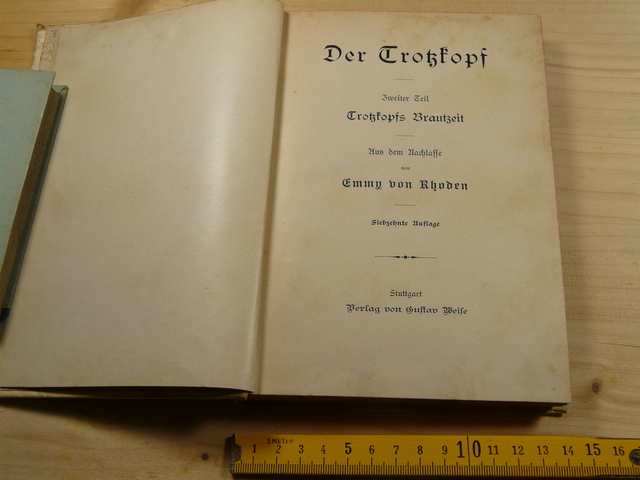 Der Trotzkopf
Zweiter Teil
Trotzkopfs Brautzeit
Aus dem Nachlasse
von
Emmy von Rhoden
Siebzehnte Auflage
Stuttgart
Verlag von Gustav Weise
1 METER
1 2 3 4 5 6 7 8 9 10 11 12 13 14 15 16